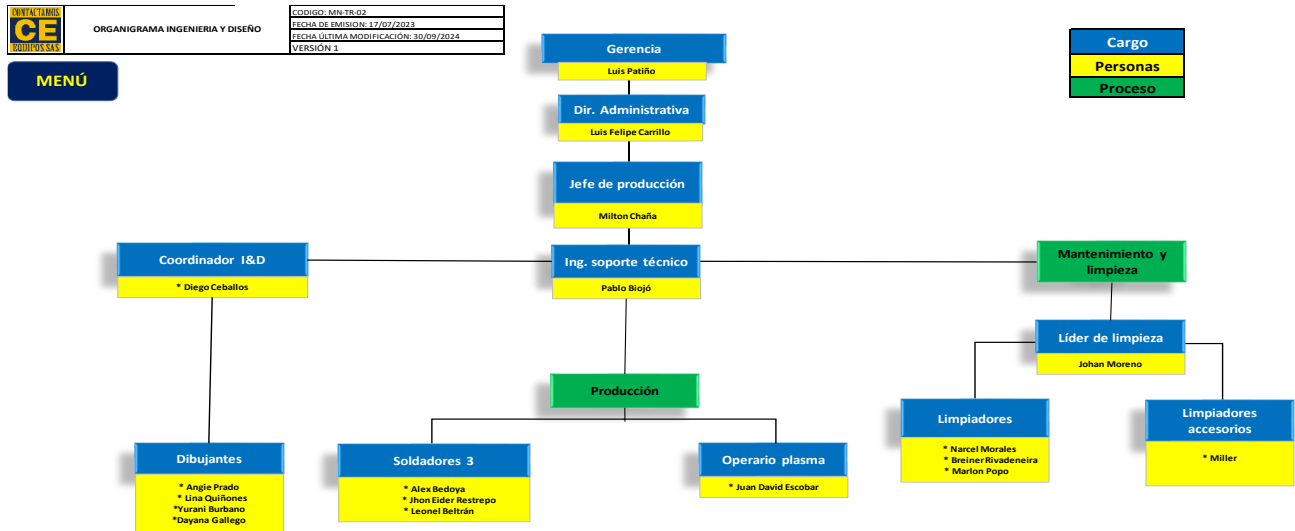 CONTACTAMOS
CE
EQUIPOS SAS
ORGANIGRAMA INGENIERIA Y DISEÑO
CODIGO: MN-TR-02
FECHA DE EMISION: 17/07/2023
FECHA ÚLTIMA MODIFICACIÓN: 30/09/2024
VERSIÓN 1
MENÚ
Cargo
Personas
Proceso
Gerencia
Luis Patiño
Dir. Administrativa
Luis Felipe Carrillo
Jefe de producción
Milton Chaña
Coordinador I&D
* Diego Ceballos
Ing. soporte técnico
Pablo Biojó
Mantenimiento y
limpieza
Líder de limpieza
Johan Moreno
Producción
Limpiadores
* Narcel Morales
* Breiner Rivadeneira
* Marlon Popo
Limpiadores
accesorios
* Miller
Dibujantes
* Angie Prado
* Lina Quiñones
*Yurani Burbano
*Dayana Gallego
Soldadores 3
* Alex Bedoya
* Jhon Eider Restrepo
* Leonel Beltrán
Operario plasma
* Juan David Escobar